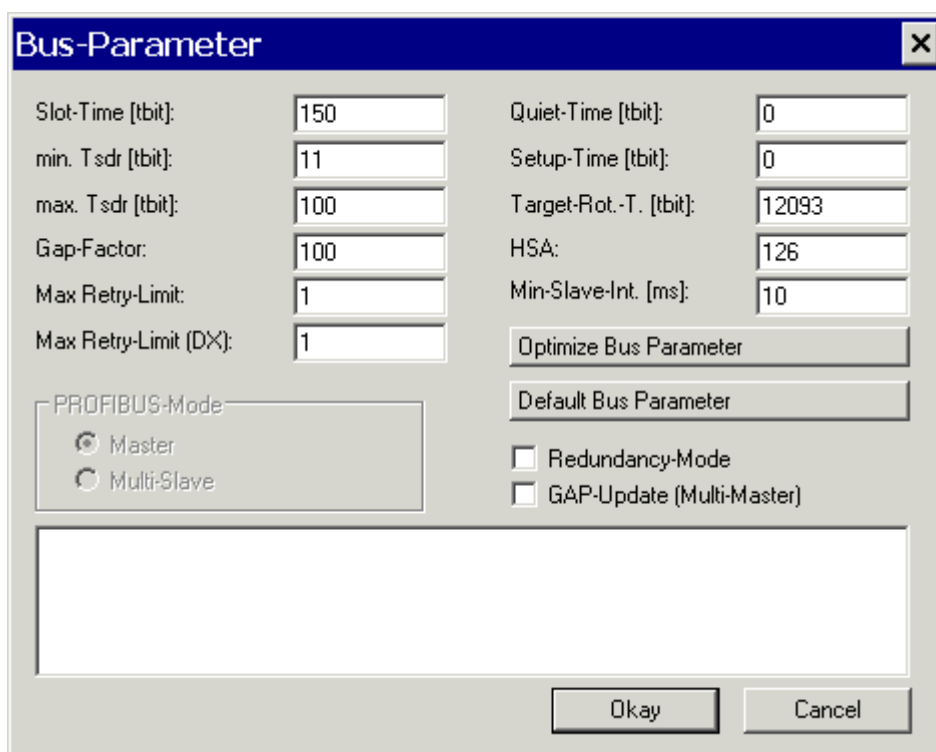 Bus-Parameter
Slot-Time [tbit]: 150
min. Tsdr [tbit]: 11
max. Tsdr [tbit]: 100
Gap-Factor: 100
Max Retry-Limit: 1
Max Retry-Limit (DX): 1
Quiet-Time [tbit]: 0
Setup-Time [tbit]: 0
Target-Rot.-T. [tbit]: 12093
HSA: 126
Min-Slave-Int. [ms]: 10
Optimize Bus Parameter
Default Bus Parameter
PROFIBUS-Mode
Master
Multi-Slave
Redundancy-Mode
GAP-Update (Multi-Master)
Okay
Cancel